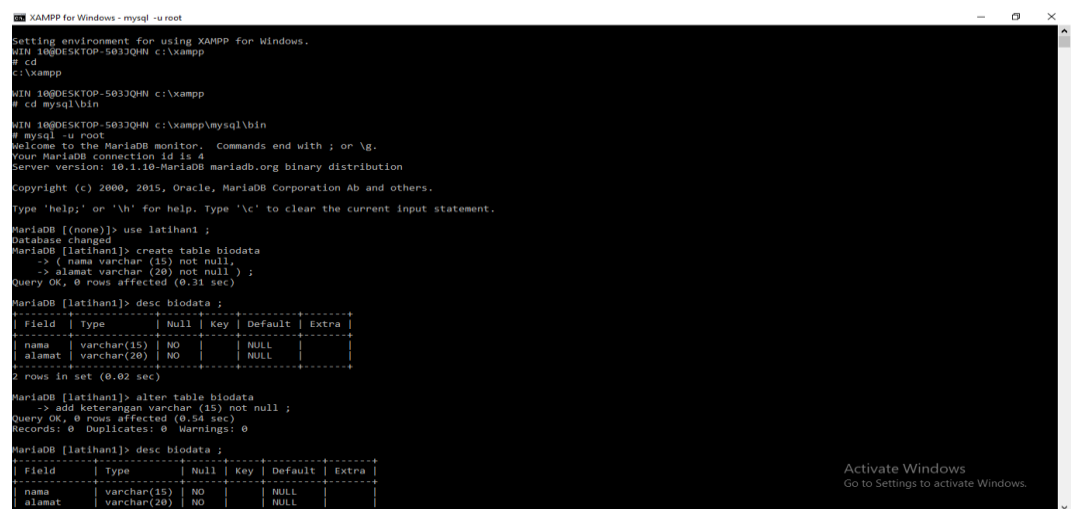 XAMPP for Windows - mysql -u root
Setting environment for using XAMPP for Windows.
WIN 10@DESKTOP-503JQHN c:\xampp
# cd
c:\xampp
WIN 10@DESKTOP-503JQHN c:\xampp
# cd mysql\bin
WIN 10@DESKTOP-503JQHN c:\xampp\mysql\bin
# mysql -u root
Welcome to the MariaDB monitor.  Commands end with ; or \g.
Your MariaDB connection id is 4
Server version: 10.1.10-MariaDB mariadb.org binary distribution
Copyright (c) 2000, 2015, Oracle, MariaDB Corporation Ab and others.
Type 'help;' or '\h' for help. Type '\c' to clear the current input statement.
MariaDB [(none)]> use latihan1 ;
Database changed
MariaDB [latihan1]> create table biodata
    -> ( nama varchar (15) not null,
    -> alamat varchar (20) not null ) ;
Query OK, 0 rows affected (0.31 sec)
MariaDB [latihan1]> desc biodata ;
+--------+-------------+------+-----+---------+-------+
| Field  | Type        | Null | Key | Default | Extra |
+--------+-------------+------+-----+---------+-------+
| nama   | varchar(15) | NO   |     | NULL    |       |
| alamat | varchar(20) | NO   |     | NULL    |       |
+--------+-------------+------+-----+---------+-------+
2 rows in set (0.02 sec)
MariaDB [latihan1]> alter table biodata
    -> add keterangan varchar (15) not null ;
Query OK, 0 rows affected (0.54 sec)
Records: 0  Duplicates: 0  Warnings: 0
MariaDB [latihan1]> desc biodata ;
+------------+-------------+------+-----+---------+-------+
| Field      | Type        | Null | Key | Default | Extra |
+------------+-------------+------+-----+---------+-------+
| nama       | varchar(15) | NO   |     | NULL    |       |
| alamat     | varchar(20) | NO   |     | NULL    |       |
Activate Windows
Go to Settings to activate Windows.